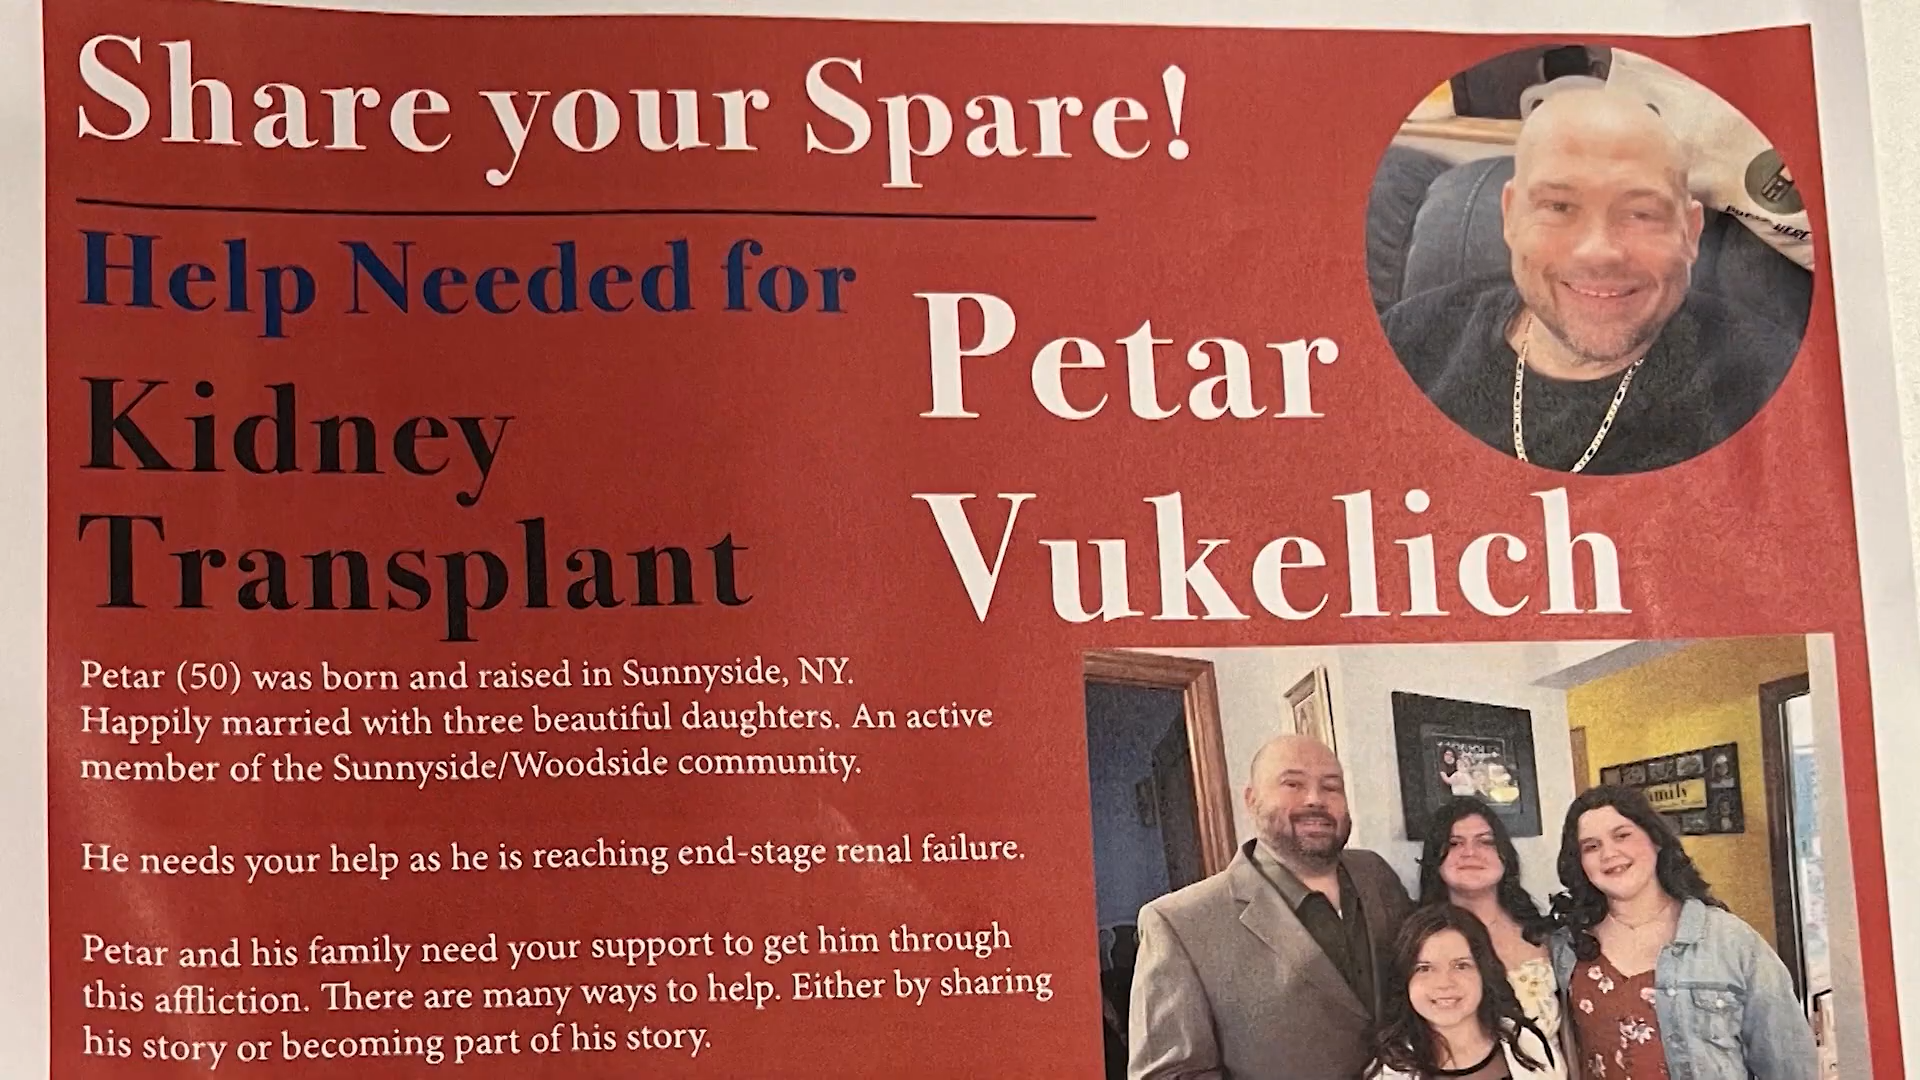 Share your Spare!
Help Needed for
Kidney
Transplant
Petar
Vukelich
Petar (50) was born and raised in Sunnyside, NY.
Happily married with three beautiful daughters. An active
member of the Sunnyside/Woodside community.
He needs your help as he is reaching end-stage renal failure.
Petar and his family need your support to get him through
this affliction. There are many ways to help. Either by sharing
his story or becoming part of his story.